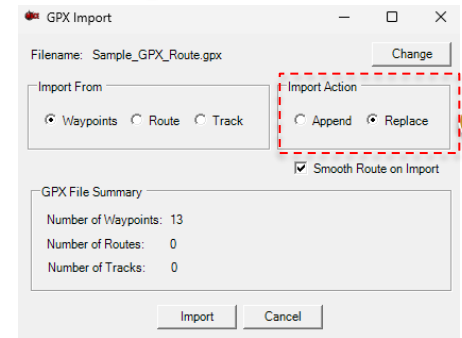 GPX Import
Filename: Sample_GPX_Route.gpx Change
Import From Import Action
Waypoints Route Track Append Replace
Smooth Route on Import
GPX File Summary
Number of Waypoints: 13
Number of Routes: 0
Number of Tracks: 0
Import Cancel